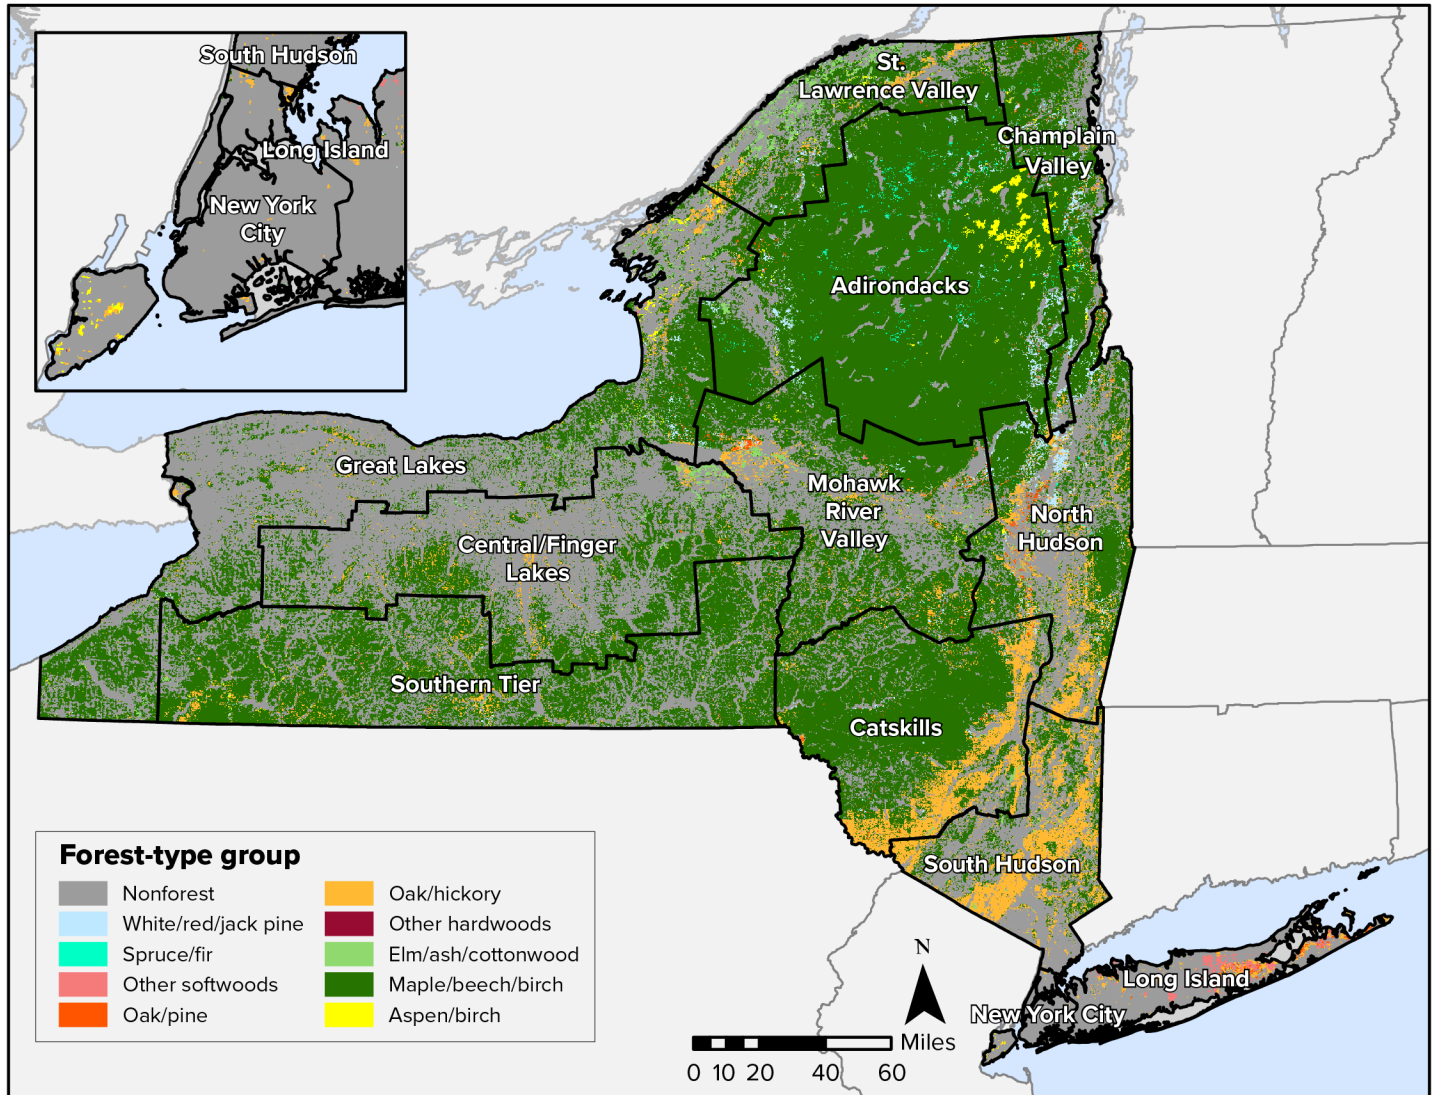 South Hudson
Long Island
New York
City
St.
Lawrence Valley
Champlain
Valley
Adirondacks
Great Lakes
Mohawk
River
Valley
North
Hudson
Central/Finger
Lakes
Southern Tier
Catskills
South Hudson
Long Island
New York City
Forest-type group
Nonforest
White/red/jack pine
Spruce/fir
Other softwoods
Oak/pine
Oak/hickory
Other hardwoods
Elm/ash/cottonwood
Maple/beech/birch
Aspen/birch
N
Miles
0 10 20 40 60